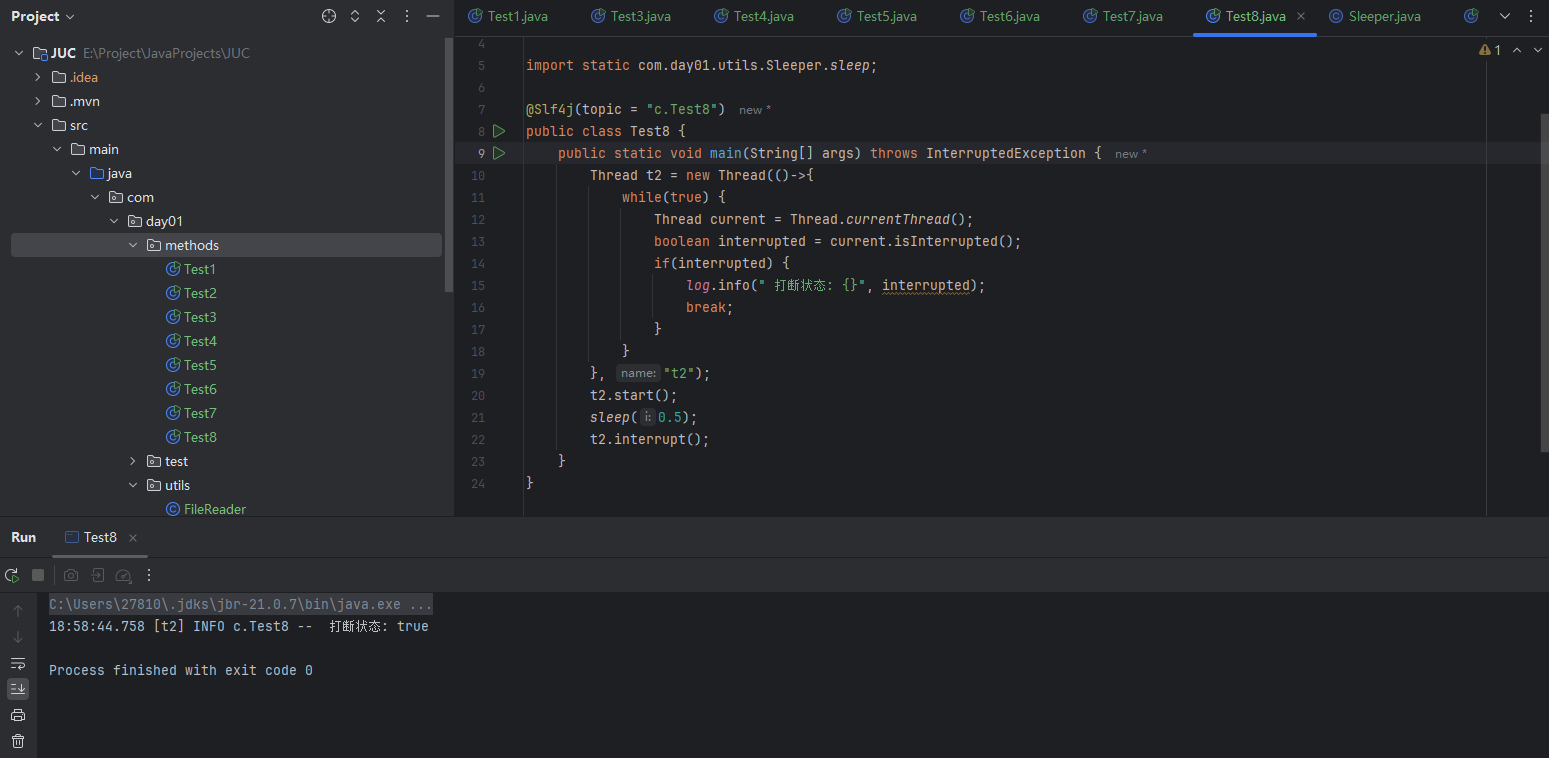 Project
Test1.java Test3.java Test4.java Test5.java Test6.java Test7.java Test8.java Sleeper.java
JUC E:\Project\JavaProjects\JUC
.idea
.mvn
src
main
java
com
day01
methods
Test1
Test2
Test3
Test4
Test5
Test6
Test7
Test8
test
utils
FileReader
1
4
5 import static com.day01.utils.Sleeper.sleep;
6
7 @Slf4j(topic = "c.Test8") new *
8 public class Test8 {
9 public static void main(String[] args) throws InterruptedException { new *
10 Thread t2 = new Thread(()->{
11 while(true) {
12 Thread current = Thread.currentThread();
13 boolean interrupted = current.isInterrupted();
14 if(interrupted) {
15 log.info(" 打断状态: {}", interrupted);
16 break;
17 }
18 }
19 }, name: "t2");
20 t2.start();
21 sleep( i: 0.5);
22 t2.interrupt();
23 }
24 }
Run Test8
C:\Users\27810\.jdks\jbr-21.0.7\bin\java.exe ...
18:58:44.758 [t2] INFO c.Test8 --  打断状态: true
Process finished with exit code 0